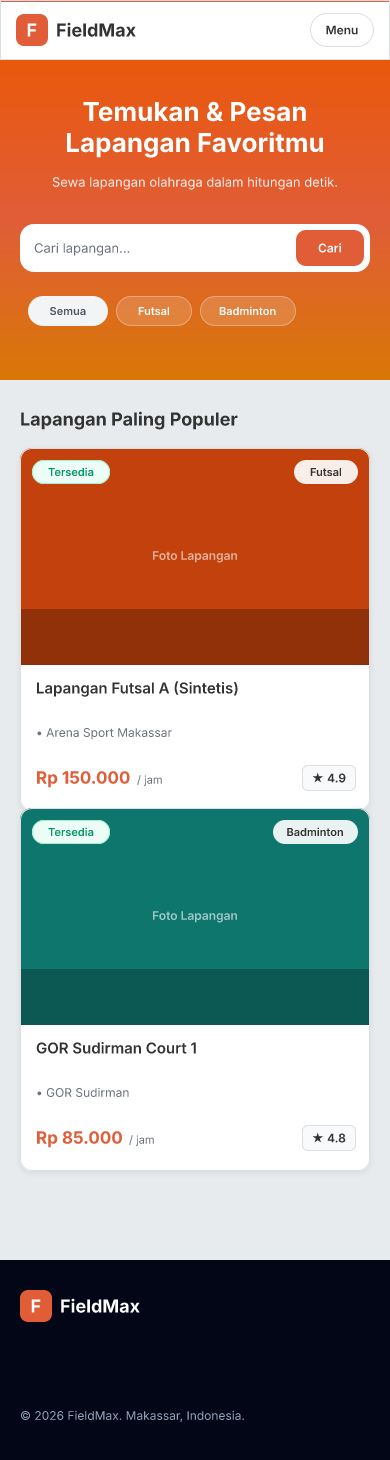 F FieldMax Menu
Temukan & Pesan
Lapangan Favoritmu
Sewa lapangan olahraga dalam hitungan detik.
Cari lapangan... Cari
Semua Futsal Badminton
Lapangan Paling Populer
Tersedia Futsal
Foto Lapangan
Lapangan Futsal A (Sintetis)
• Arena Sport Makassar
Rp 150.000 / jam ★ 4.9
Tersedia Badminton
Foto Lapangan
GOR Sudirman Court 1
• GOR Sudirman
Rp 85.000 / jam ★ 4.8
F FieldMax
© 2026 FieldMax. Makassar, Indonesia.